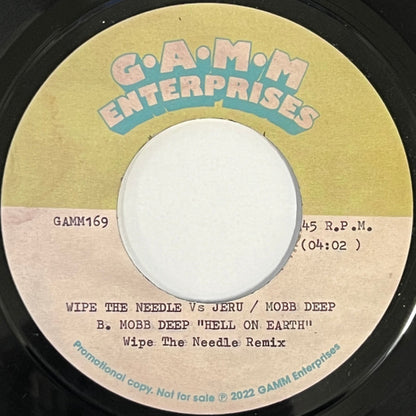 G·A·M·M
ENTERPRISES
GAMM169
45 R.P.M.
(04:02 )
WIPE THE NEEDLE Vs JERU / MOBB DEEP
B. MOBB DEEP "HELL ON EARTH"
Wipe The Needle Remix
Promotional copy. Not for sale ℗ 2022 GAMM Enterprises